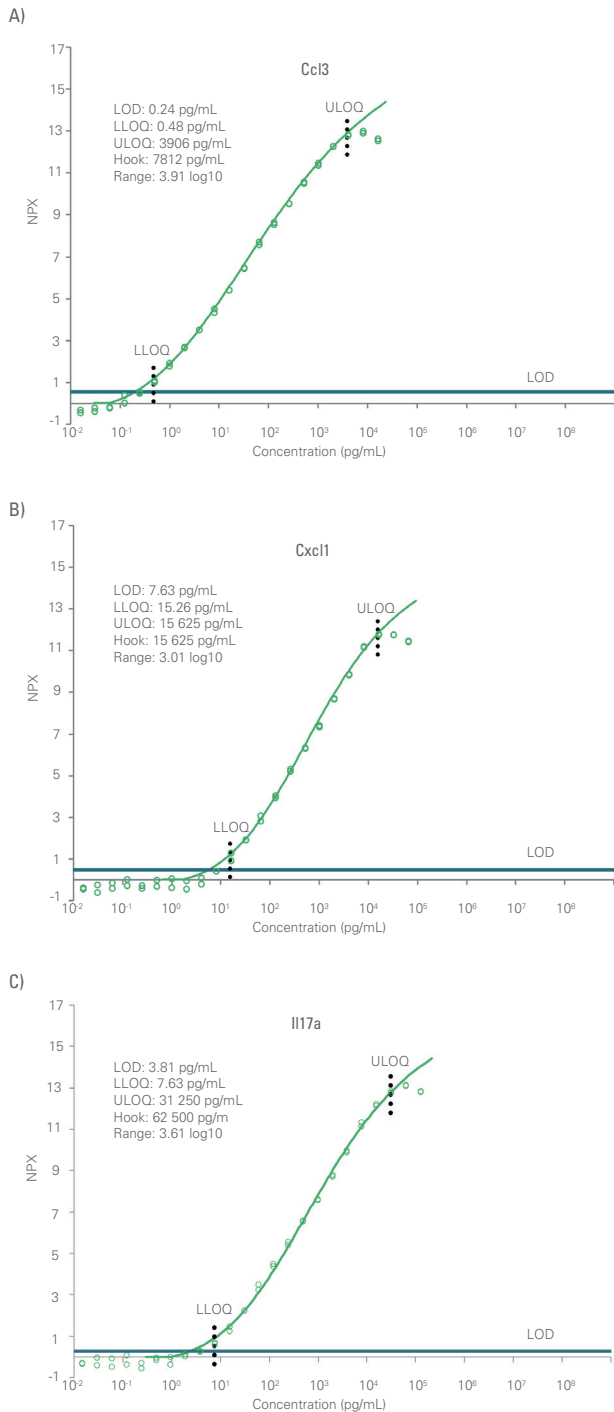 A)
17
Ccl3
15
ULOQ
LOD: 0.24 pg/mL
LLOQ: 0.48 pg/mL
ULOQ: 3906 pg/mL
Hook: 7812 pg/mL
Range: 3.91 log10
13
11
NPX
9
7
5
3
LLOQ
1
LOD
-1
10-2 10-1 100 101 102 103 104 105 106 107 108
Concentration (pg/mL)
B)
17
Cxcl1
15
LOD: 7.63 pg/mL
LLOQ: 15.26 pg/mL
ULOQ: 15 625 pg/mL
Hook: 15 625 pg/mL
Range: 3.01 log10
ULOQ
13
11
NPX
9
7
5
3
LLOQ
1
LOD
-1
10-2 10-1 100 101 102 103 104 105 106 107 108
Concentration (pg/mL)
C)
17
Il17a
15
ULOQ
LOD: 3.81 pg/mL
LLOQ: 7.63 pg/mL
ULOQ: 31 250 pg/mL
Hook: 62 500 pg/m
Range: 3.61 log10
13
11
NPX
9
7
5
3
LLOQ
1
LOD
-1
10-2 10-1 100 101 102 103 104 105 106 107 108
Concentration (pg/mL)